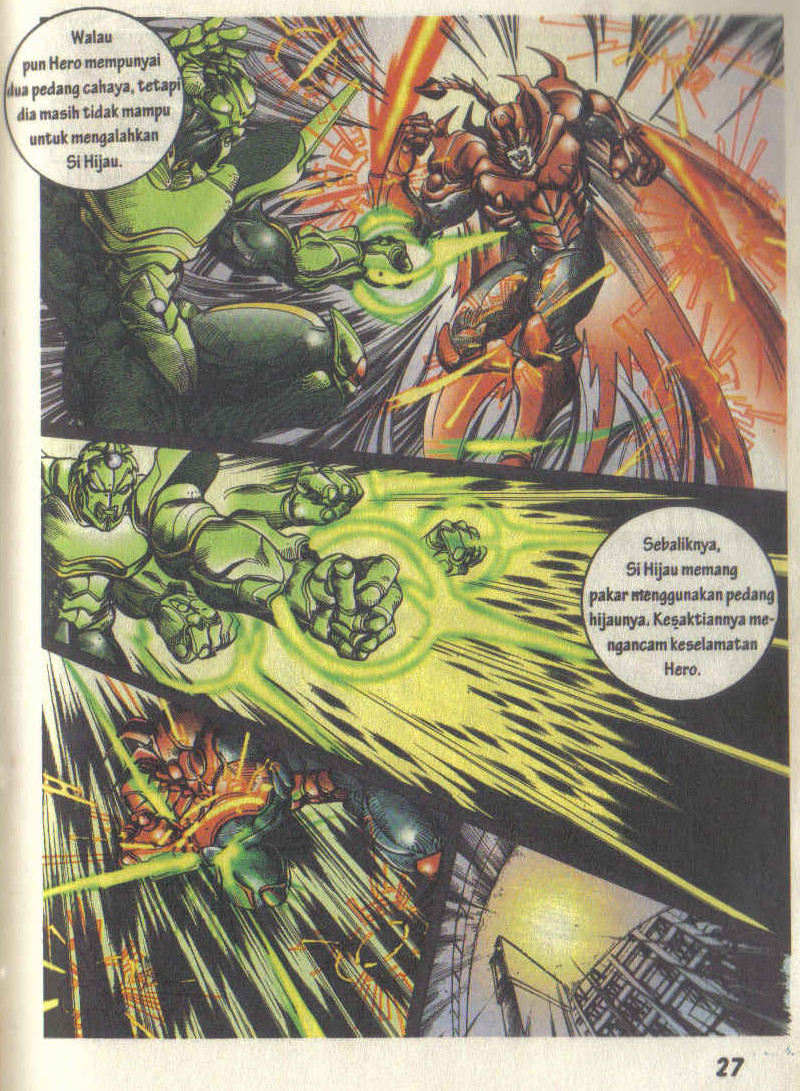 Walau
pun Hero mempunyai
dua pedang cahaya, tetapi
dia masih tidak mampu
untuk mengalahkan
Si Hijau.
Sebaliknya,
Si Hijau memang
pakar menggunakan pedang
hijaunya. Kesaktiannya me-
ngancam keselamatan
Hero.
27